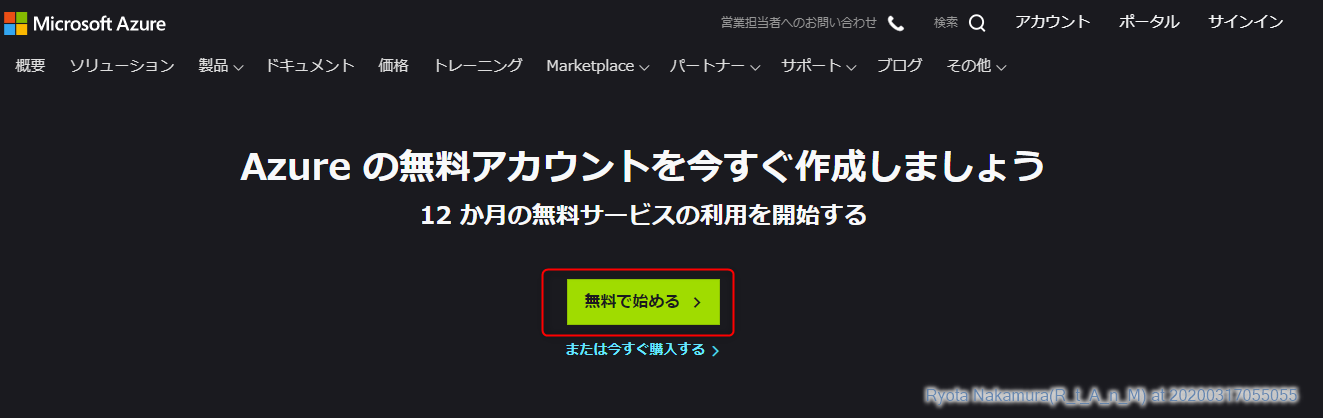 Microsoft Azure 営業担当者へのお問い合わせ 検索 アカウント ポータル サインイン
概要 ソリューション 製品 ドキュメント 価格 トレーニング Marketplace パートナー サポート ブログ その他
Azure の無料アカウントを今すぐ作成しましょう
12 か月の無料サービスの利用を開始する
無料で始める
または今すぐ購入する
Ryota Nakamura(R_t_A_n_M) at 20200317055055